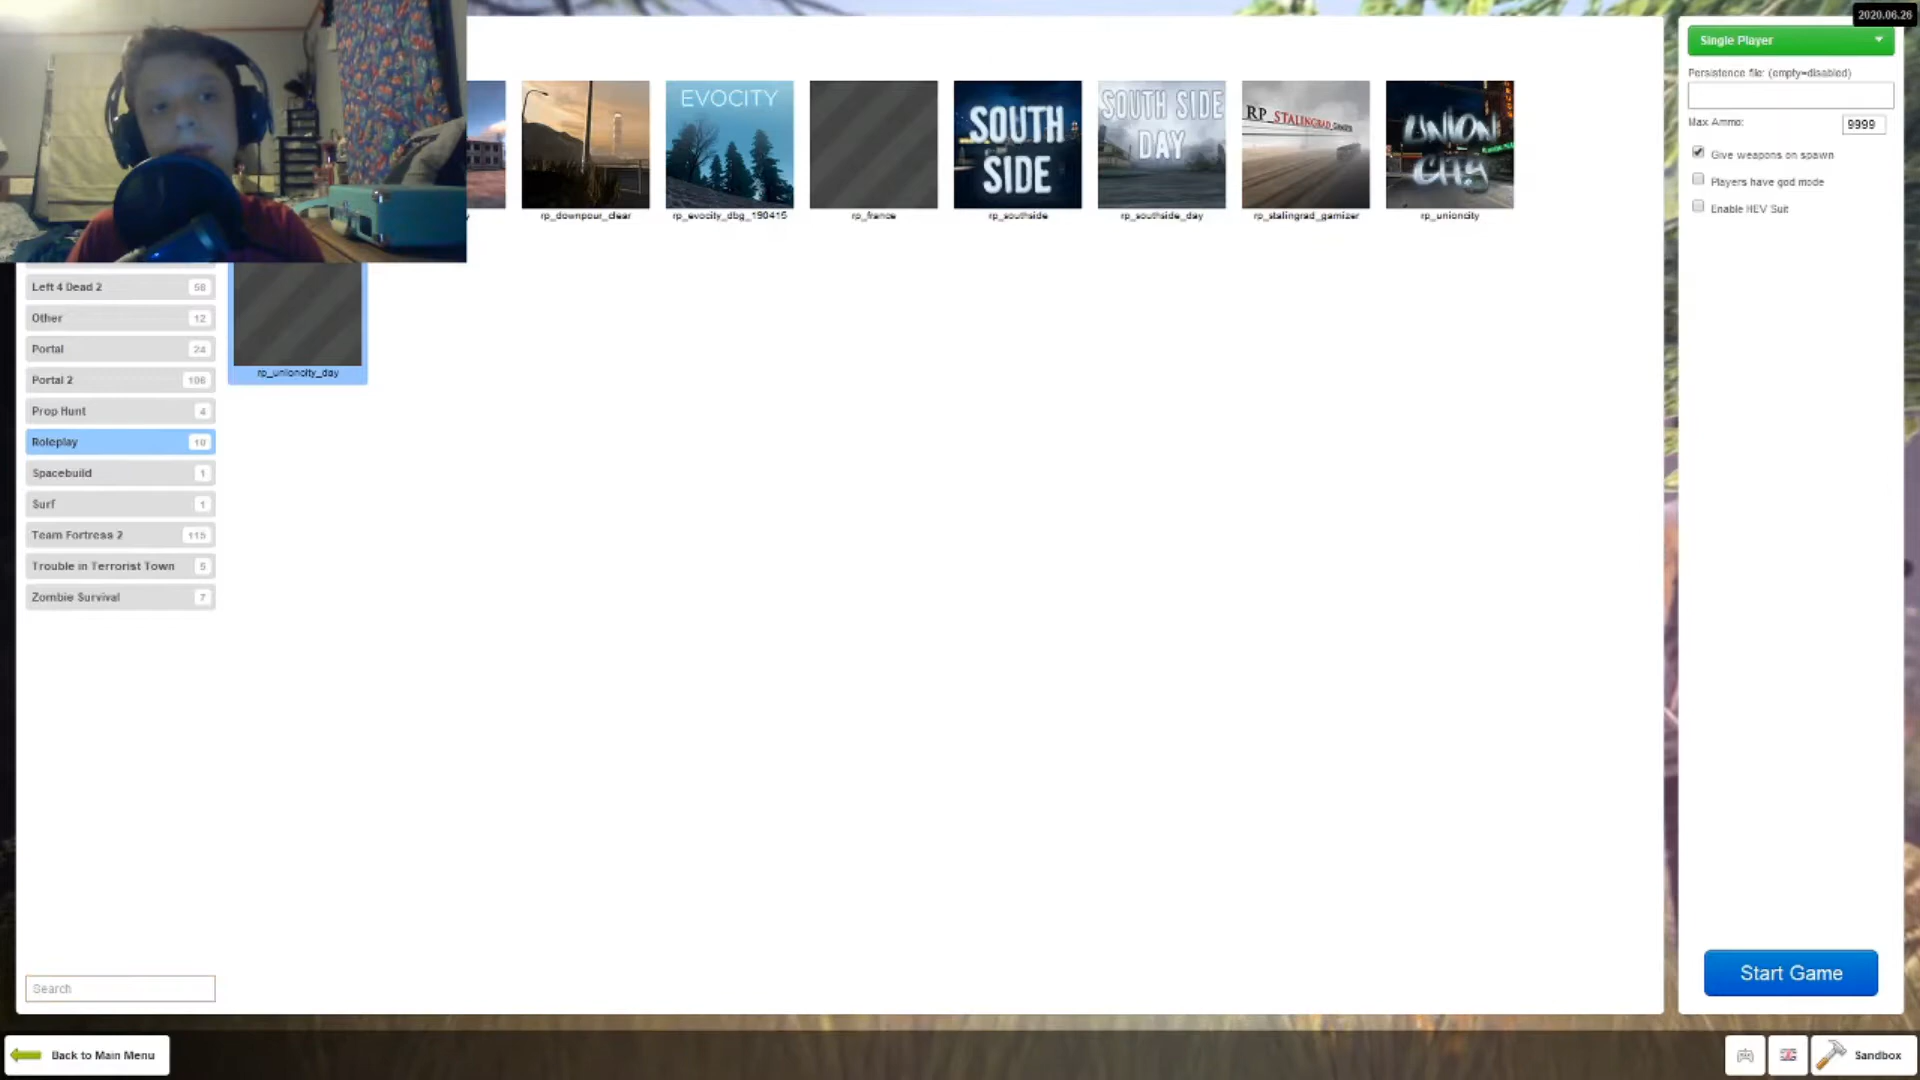 2020.06.26
Single Player
Persistence file: (empty=disabled)
Max Ammo:
9999
Give weapons on spawn
Players have god mode
Enable HEV Suit
EVOCITY
SOUTH
SIDE
SOUTH SIDE
DAY
RP_STALINGRAD_GAMIZER
UNION
CITY
rp_downpour_clear
rp_evocity_dbg_190415
rp_france
rp_southside
rp_southside_day
rp_stalingrad_gamizer
rp_unioncity
rp_unioncity_day
Left 4 Dead 2 58
Other 12
Portal 24
Portal 2 106
Prop Hunt 4
Roleplay 10
Spacebuild 1
Surf 1
Team Fortress 2 115
Trouble in Terrorist Town 5
Zombie Survival 7
Search
Start Game
Back to Main Menu
Sandbox